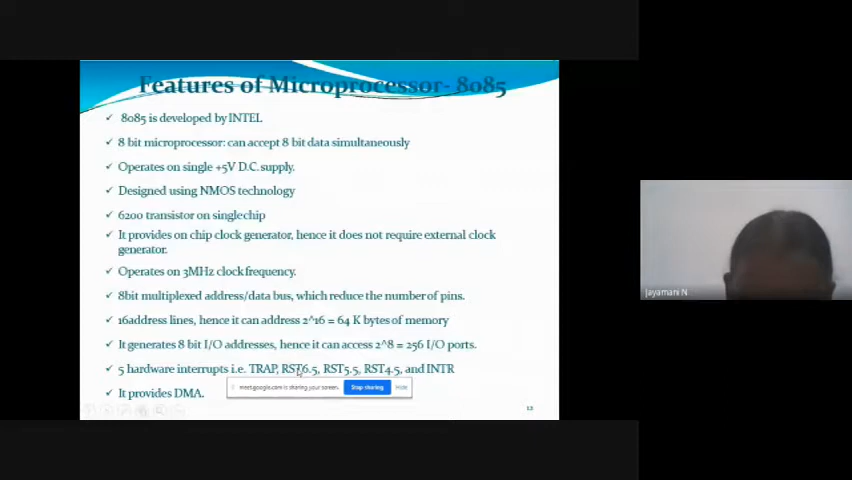 Features of Microprocessor- 8085
✓ 8085 is developed by INTEL
✓ 8 bit microprocessor: can accept 8 bit data simultaneously
✓ Operates on single +5V D.C. supply.
✓ Designed using NMOS technology
✓ 6200 transistor on singlechip
✓ It provides on chip clock generator, hence it does not require external clock
generator.
✓ Operates on 3MHz clock frequency.
✓ 8bit multiplexed address/data bus, which reduce the number of pins.
✓ 16address lines, hence it can address 2^16 = 64 K bytes of memory
✓ It generates 8 bit I/O addresses, hence it can access 2^8 = 256 I/O ports.
✓ 5 hardware interrupts i.e. TRAP, RST6.5, RST5.5, RST4.5, and INTR
meet.google.com is sharing your screen. Stop sharing Hide
✓ It provides DMA.
12
jayamani N